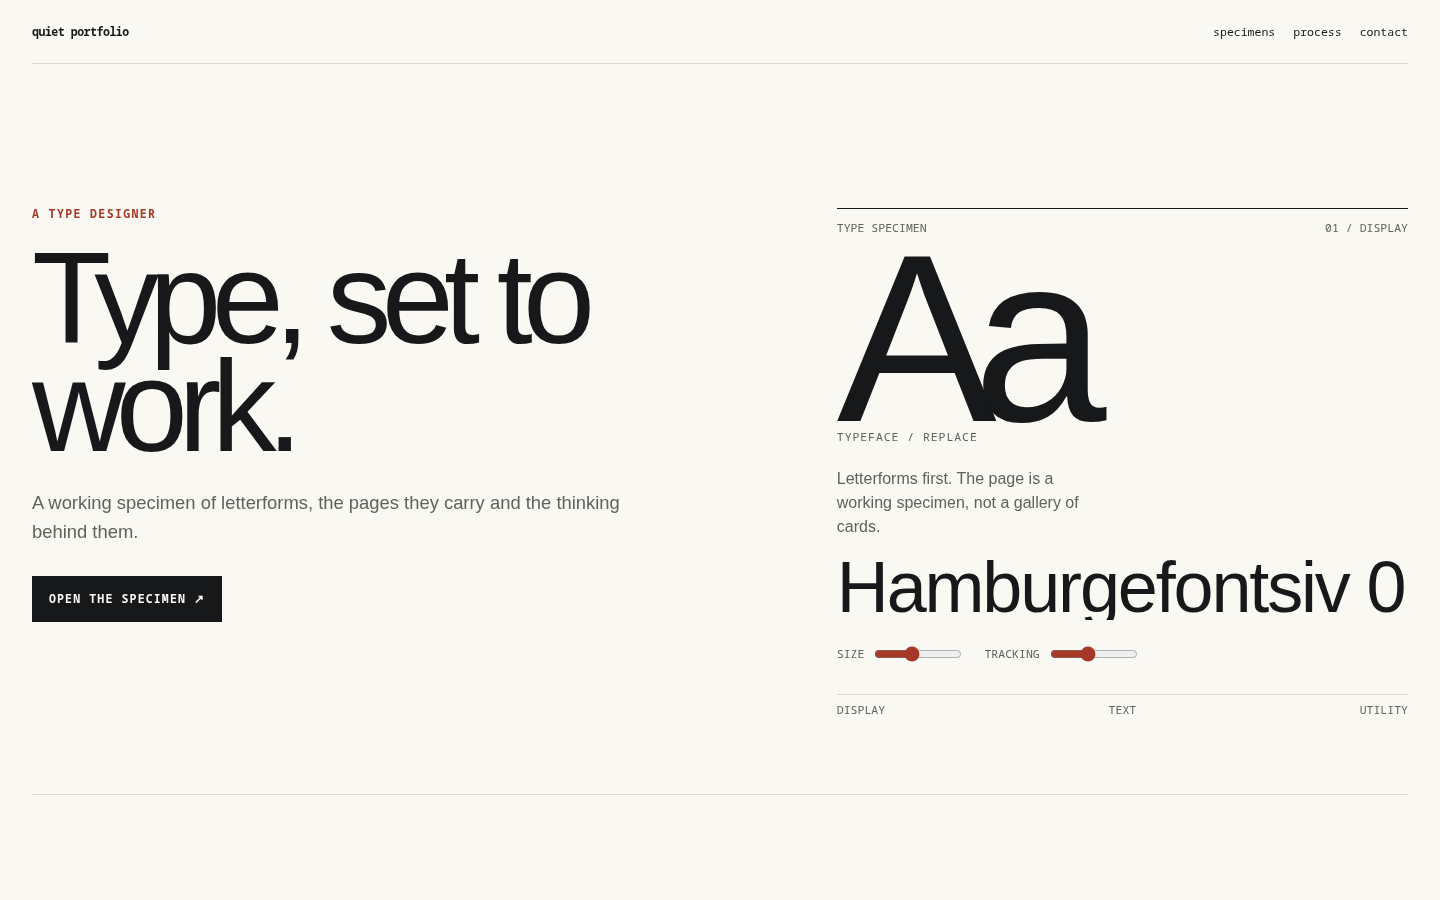 quiet portfolio
specimens process contact
A TYPE DESIGNER
Type, set to
work.
A working specimen of letterforms, the pages they carry and the thinking
behind them.
OPEN THE SPECIMEN ↗
TYPE SPECIMEN
01 / DISPLAY
Aa
TYPEFACE / REPLACE
Letterforms first. The page is a
working specimen, not a gallery of
cards.
Hamburgefontsiv 0
SIZE
TRACKING
DISPLAY
TEXT
UTILITY